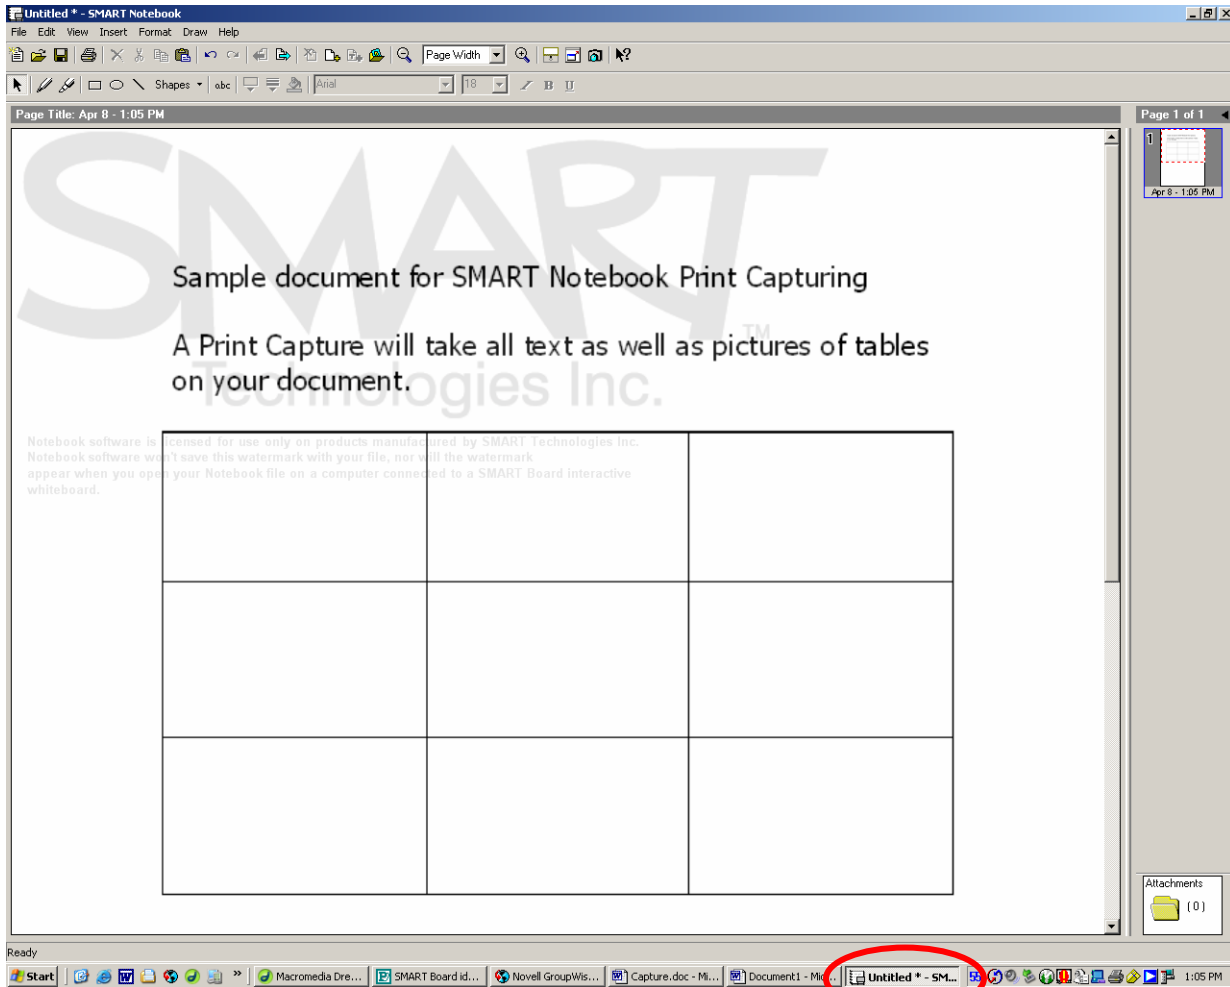 Untitled * - SMART Notebook
File Edit View Insert Format Draw Help
Page Width
Shapes abc Arial 18 I B U
Page Title: Apr 8 - 1:05 PM
Page 1 of 1
1
Apr 8 - 1:05 PM
SMART
TM
Technologies Inc.
Sample document for SMART Notebook Print Capturing
A Print Capture will take all text as well as pictures of tables
on your document.
Notebook software is licensed for use only on products manufactured by SMART Technologies Inc.
Notebook software won't save this watermark with your file, nor will the watermark
appear when you open your Notebook file on a computer connected to a SMART Board interactive
whiteboard.
Attachments
(0)
Ready
Start » Macromedia Dre... SMART Board id... Novell GroupWis... Capture.doc - Mi... Document1 - Mic... Untitled * - SM... 1:05 PM